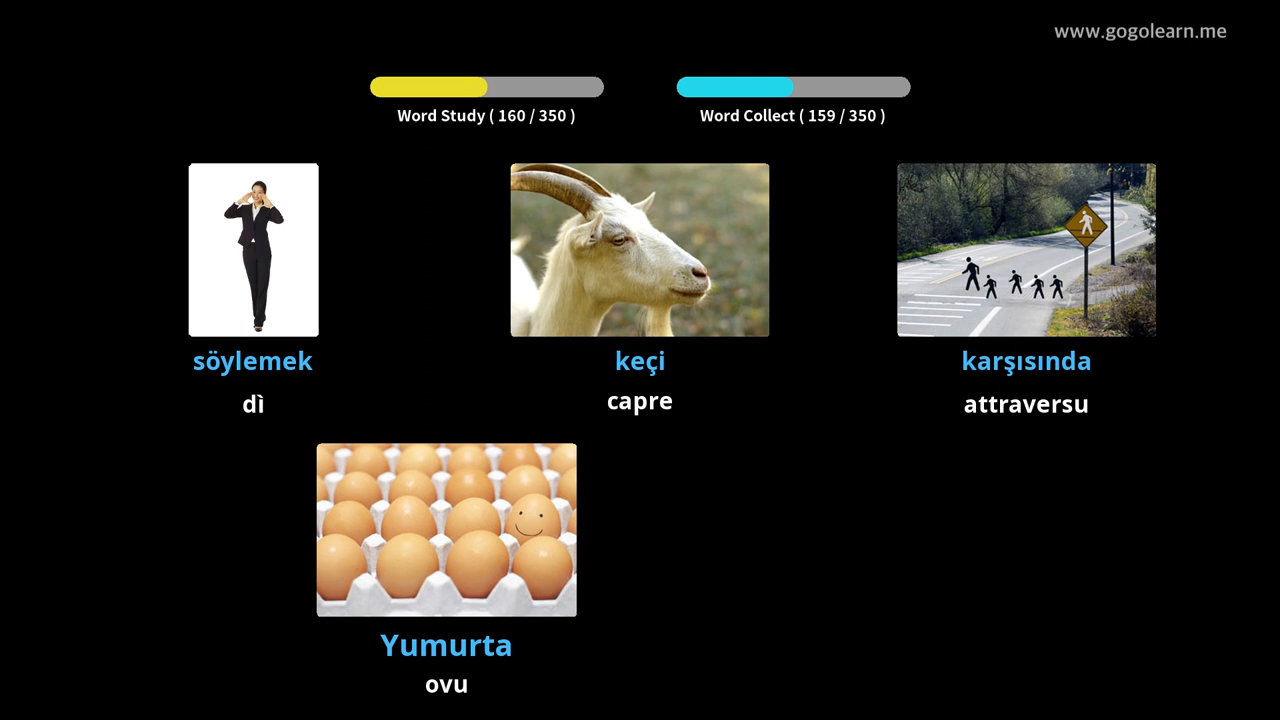 www.gogolearn.me
Word Study ( 160 / 350 )
Word Collect ( 159 / 350 )
söylemek
dì
keçi
capre
karşısında
attraversu
Yumurta
ovu